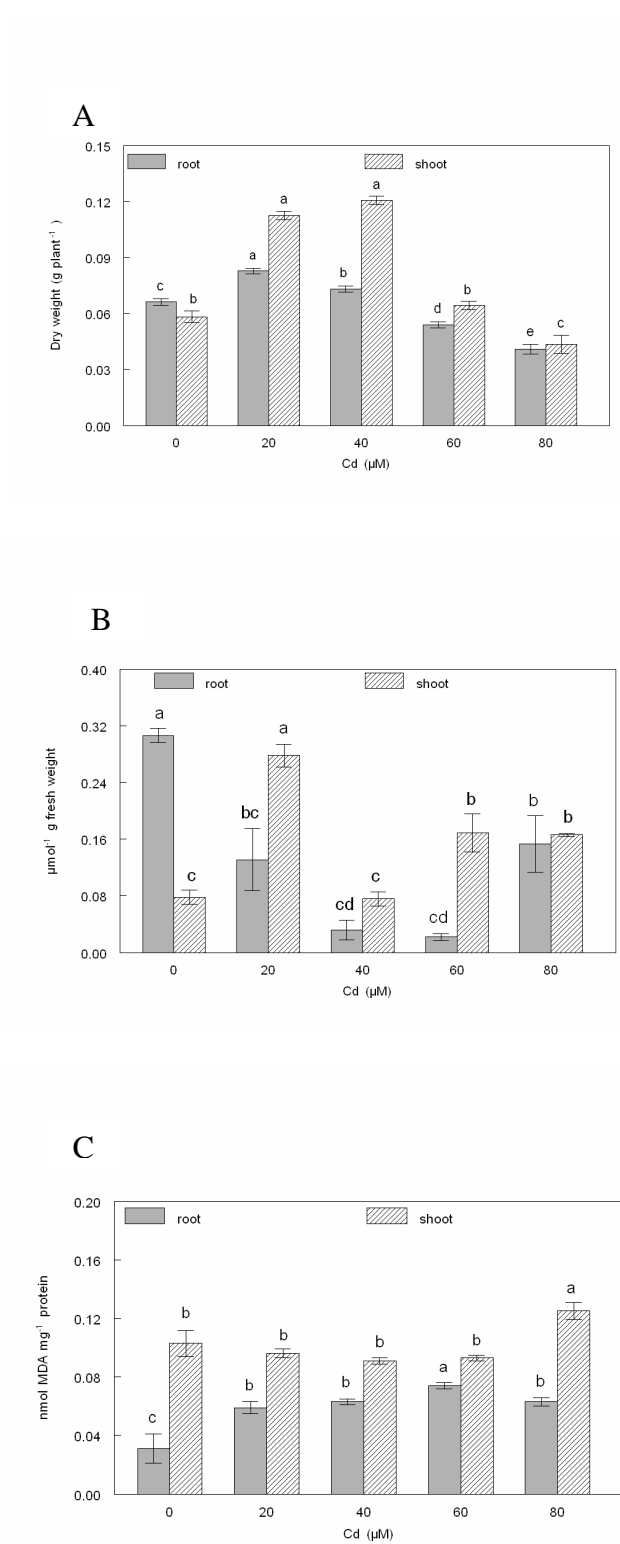 A
0.15
root shoot
a
a
0.12
a
0.09
b
c b b
d
0.06
e c
0.03
0.00
0 20 40 60 80
Cd (µM)
Dry weight (g plant⁻¹ )
B
0.40
root shoot
a a
0.32
b b
bc b
0.16
c c
0.08
cd cd
0.00
0 20 40 60 80
Cd (µM)
µmol⁻¹ g fresh weight
C
0.20
root shoot
0.16
a
b
0.12
b b b
a
b b b
0.08
c
0.04
0.00
0 20 40 60 80
Cd (µM)
nmol MDA mg⁻¹ protein